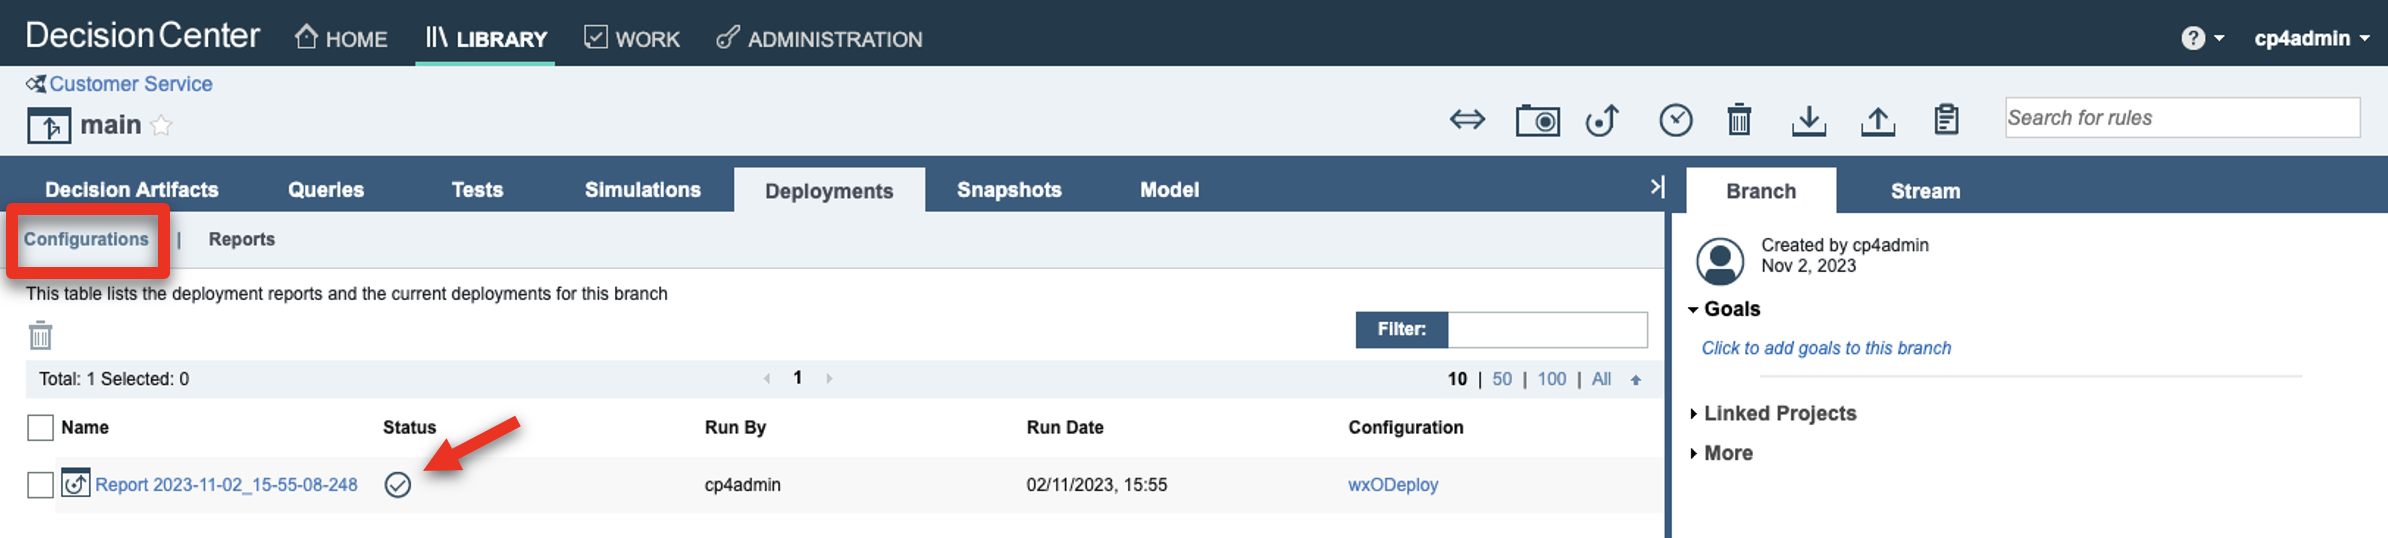 Decision Center HOME LIBRARY WORK ADMINISTRATION ? cp4admin
Customer Service
main Search for rules
Decision Artifacts Queries Tests Simulations Deployments Snapshots Model
Configurations | Reports
This table lists the deployment reports and the current deployments for this branch
Filter:
Total: 1 Selected: 0 1 10 | 50 | 100 | All
Name Status Run By Run Date Configuration
Report 2023-11-02_15-55-08-248 cp4admin 02/11/2023, 15:55 wxODeploy
Branch Stream
Created by cp4admin
Nov 2, 2023
Goals
Click to add goals to this branch
Linked Projects
More